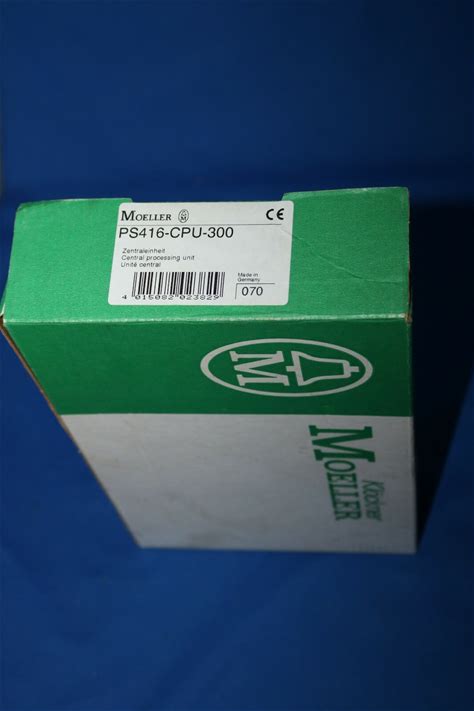 MOELLER
CE
PS416-CPU-300
Zentraleinheit
Central processing unit
Unité central
4 015082 023825
Made in
Germany
070
M
Klöckner
MOELLER